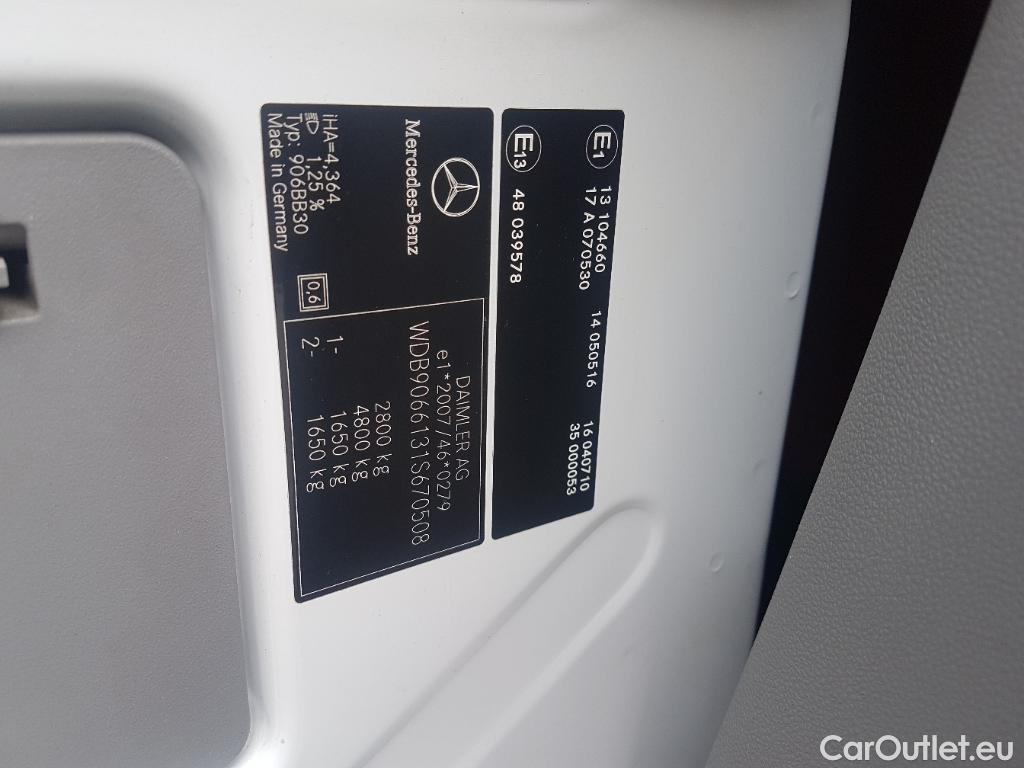 E1 13 104660 14 050516 16 040710
17 A 070530 35 000053
E13 48 039578
Mercedes-Benz
DAIMLER AG
e1*2007/46*0279
WDB9066131S670508
2800 kg
4800 kg
1- 1650 kg
2- 1650 kg
0,6
iHA=4,364
1,25 %
Typ: 906BB30
Made in Germany
CarOutlet.eu